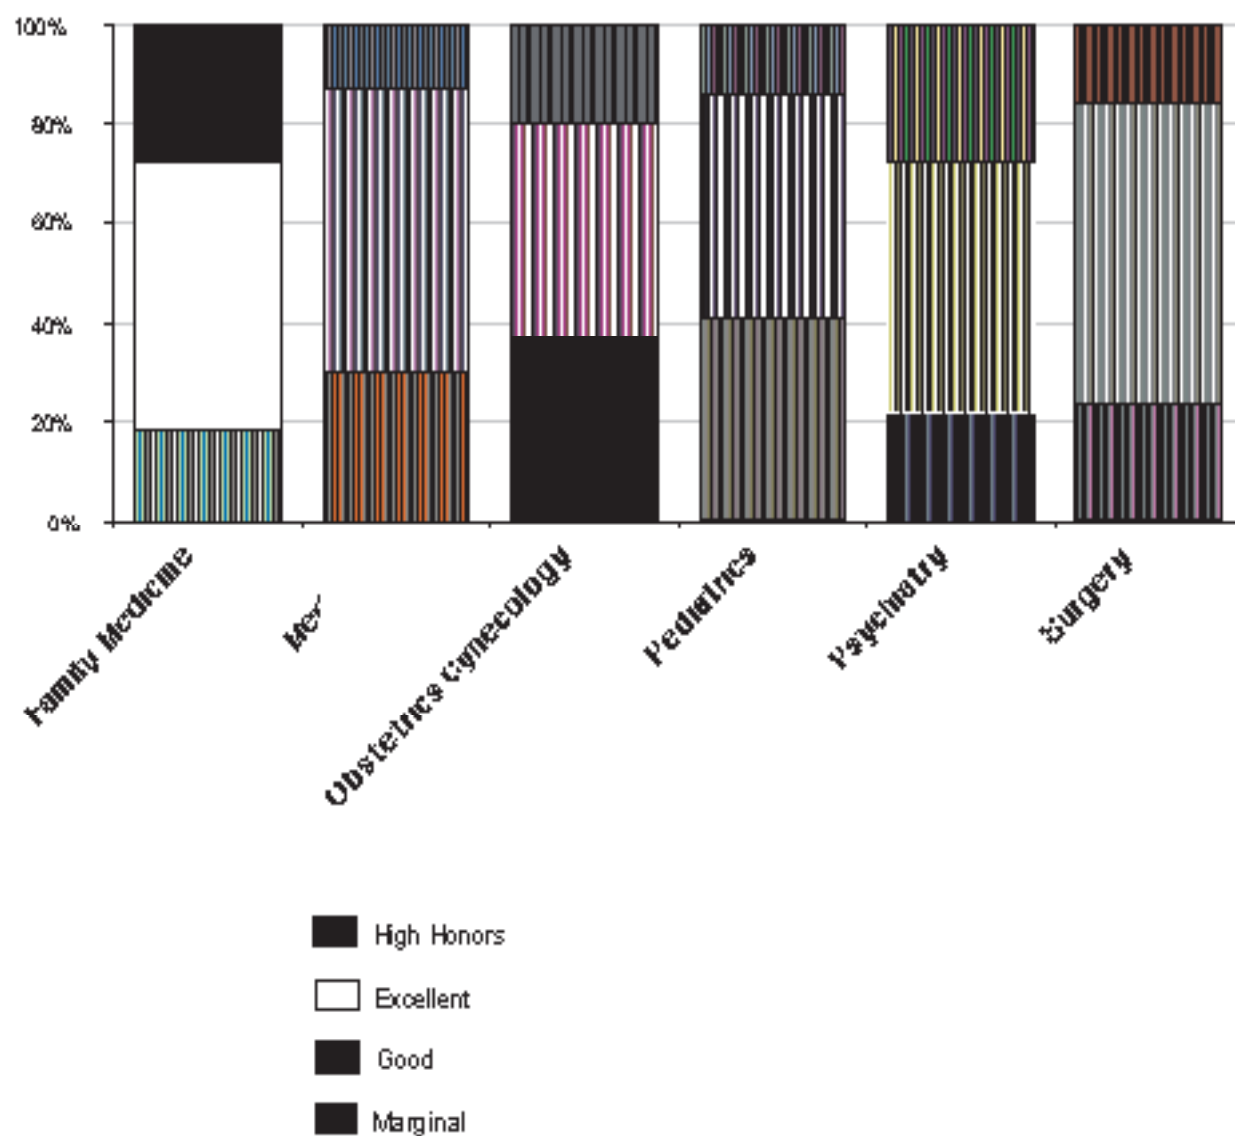 100%
80%
60%
40%
20%
0%
Family Medicine
Obstetrics Gynecology
Pediatrics
Psychiatry
Surgery
High Honors
Excellent
Good
Marginal